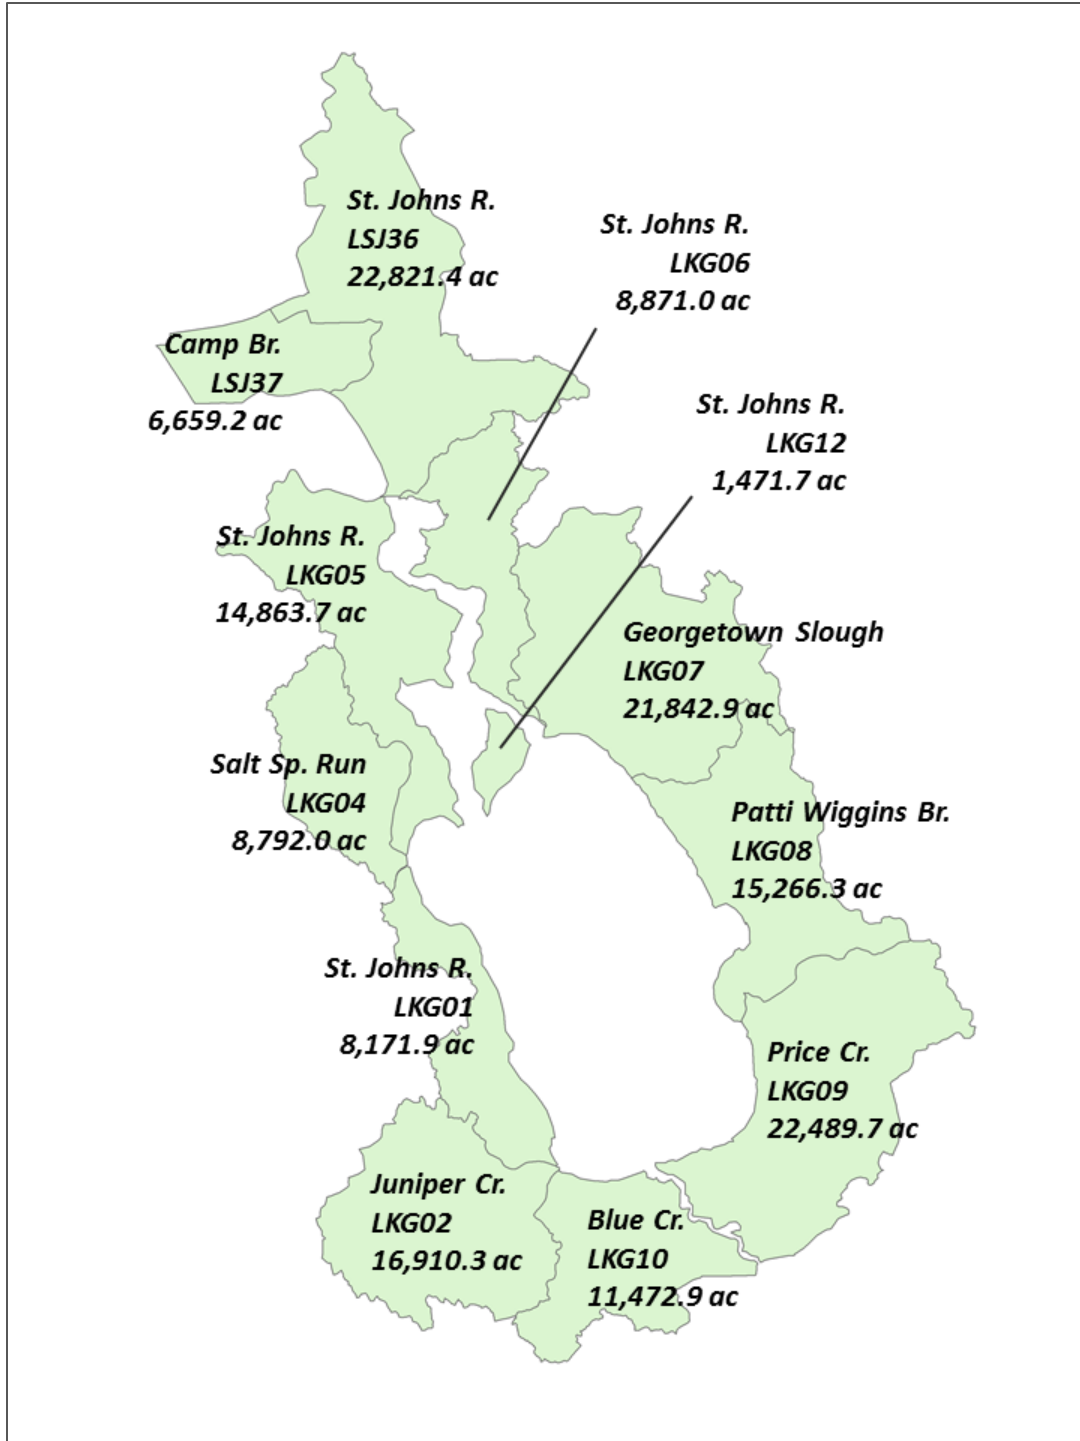 St. Johns R.
LSJ36
22,821.4 ac
St. Johns R.
LKG06
8,871.0 ac
Camp Br.
LSJ37
6,659.2 ac
St. Johns R.
LKG12
1,471.7 ac
St. Johns R.
LKG05
14,863.7 ac
Georgetown Slough
LKG07
21,842.9 ac
Salt Sp. Run
LKG04
8,792.0 ac
Patti Wiggins Br.
LKG08
15,266.3 ac
St. Johns R.
LKG01
8,171.9 ac
Price Cr.
LKG09
22,489.7 ac
Juniper Cr.
LKG02
16,910.3 ac
Blue Cr.
LKG10
11,472.9 ac